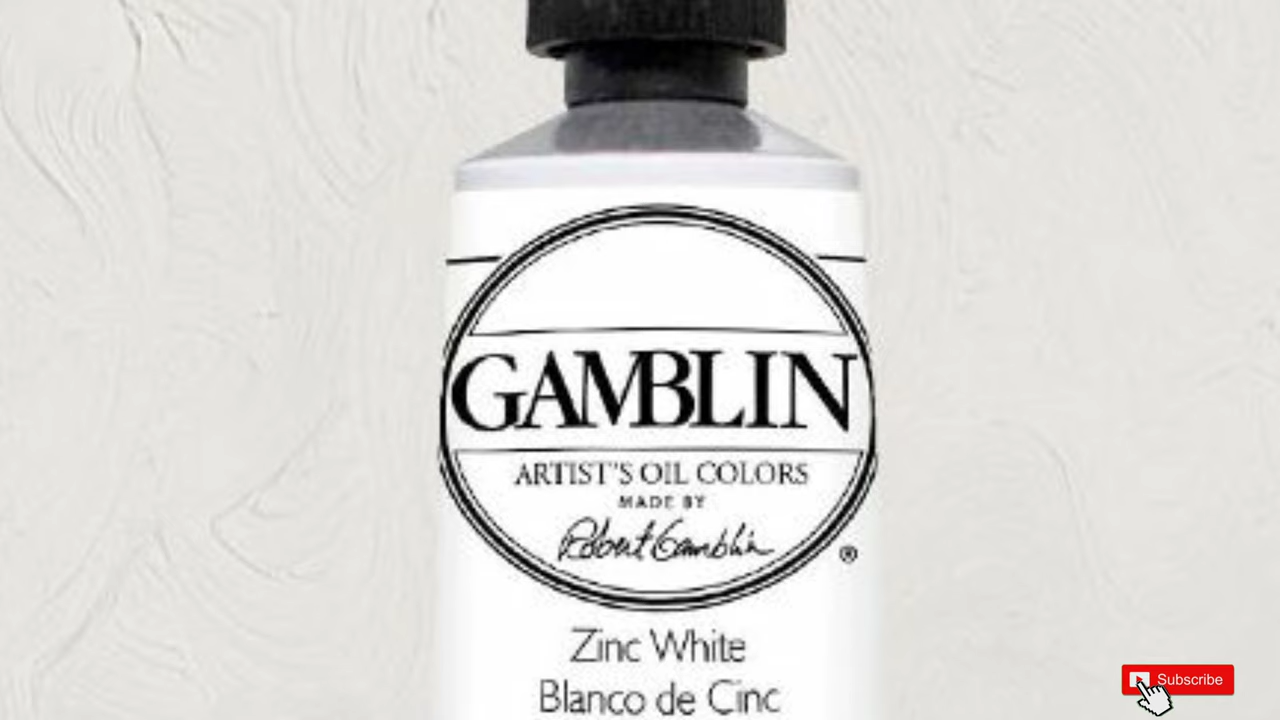 GAMBLIN
ARTIST'S OIL COLORS
MADE BY
Robert Gamblin
®
Zinc White
Blanco de Cinc
Subscribe